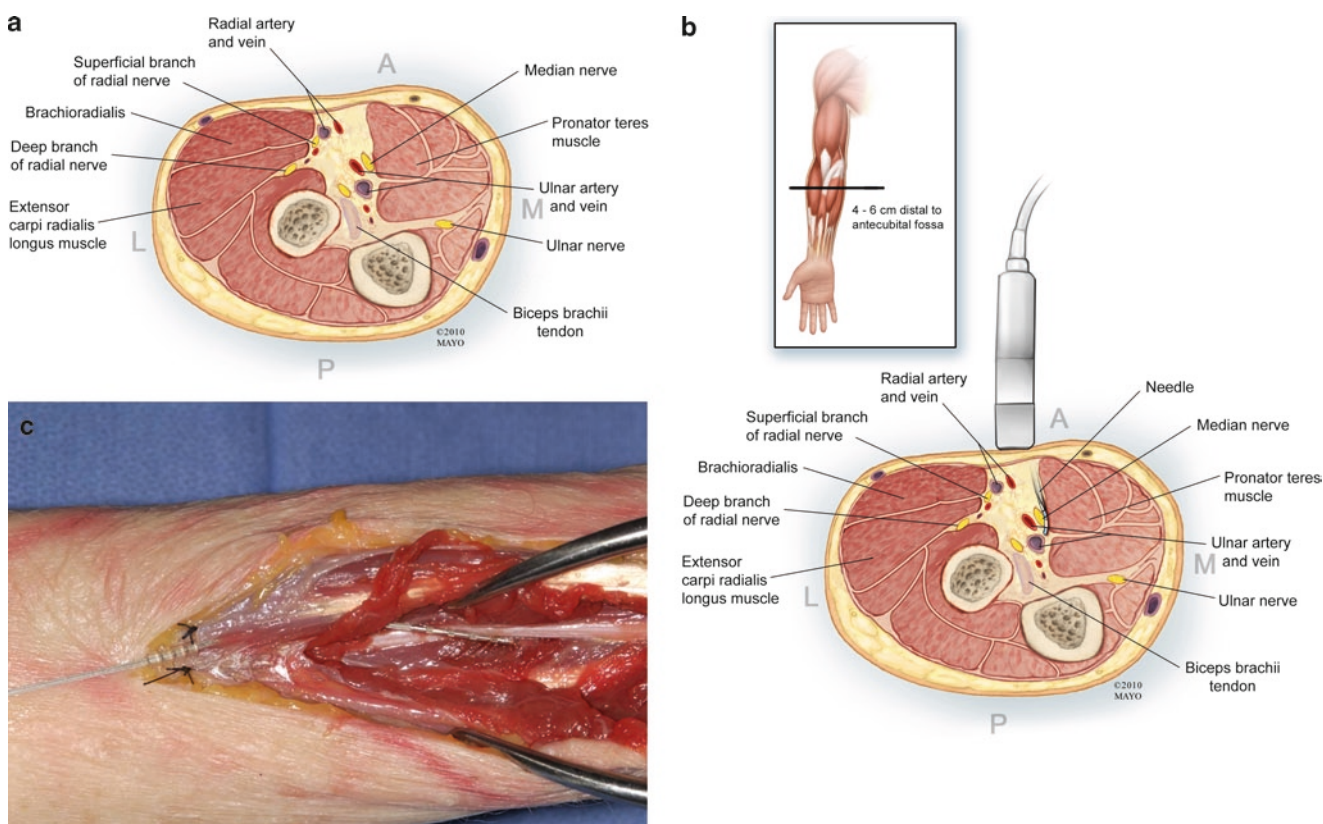 a
Radial artery
and vein
A
Superficial branch
of radial nerve
Median nerve
Brachioradialis
Pronator teres
muscle
Deep branch
of radial nerve
Ulnar artery
and vein
Extensor
carpi radialis
longus muscle
M
L
Ulnar nerve
Biceps brachii
tendon
©2010
MAYO
P
b
4 - 6 cm distal to
antecubital fossa
Radial artery
and vein
Needle
A
Superficial branch
of radial nerve
Median nerve
Brachioradialis
Pronator teres
muscle
Deep branch
of radial nerve
Ulnar artery
and vein
Extensor
carpi radialis
longus muscle
M
L
Ulnar nerve
Biceps brachii
tendon
©2010
MAYO
P
c